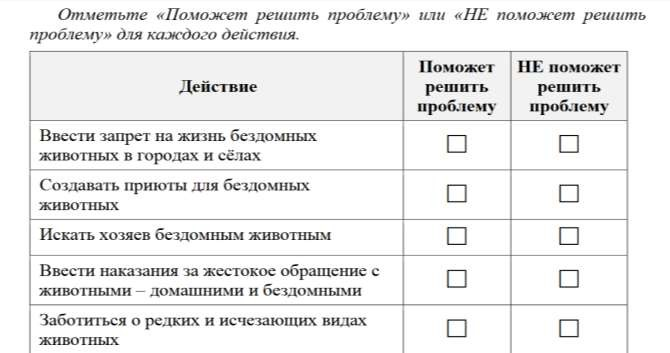 Отметьте «Поможет решить проблему» или «НЕ поможет решить
проблему» для каждого действия.
Действие
Поможет
решить
проблему
НЕ поможет
решить
проблему
Ввести запрет на жизнь бездомных
животных в городах и сёлах
Создавать приюты для бездомных
животных
Искать хозяев бездомным животным
Ввести наказания за жестокое обращение с
животными – домашними и бездомными
Заботиться о редких и исчезающих видах
животных